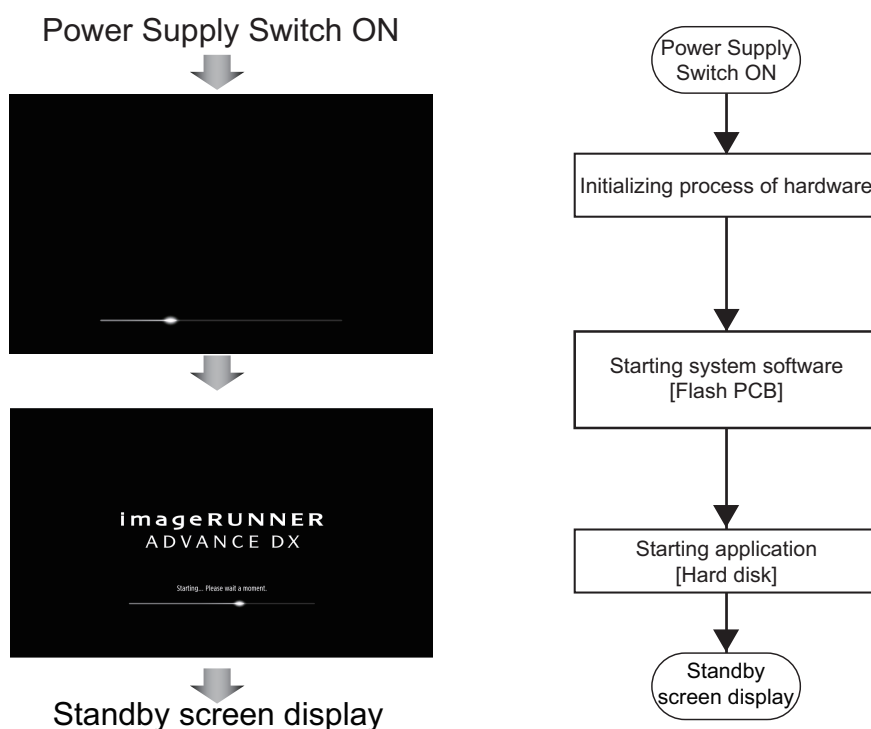 Power Supply Switch ON
imageRUNNER
ADVANCE DX
Starting... Please wait a moment.
Standby screen display
Power Supply
Switch ON
Initializing process of hardware
Starting system software
[Flash PCB]
Starting application
[Hard disk]
Standby
screen display